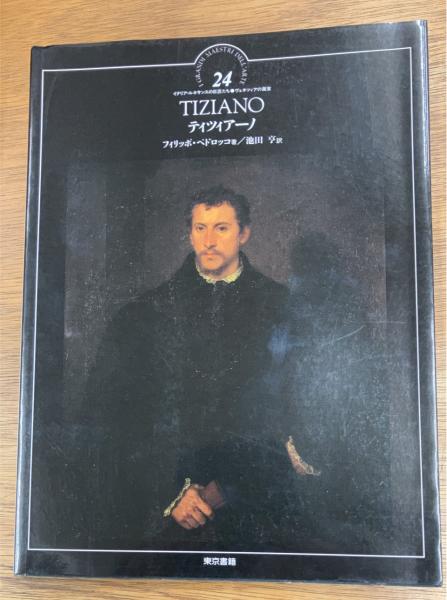 I GRANDI MAESTRI DELL'ARTE
24
イタリア・ルネサンスの巨匠たち●ヴェネツィアの画家
TIZIANO
ティツィアーノ
フィリッポ・ペドロッコ著／池田 亨訳
東京書籍